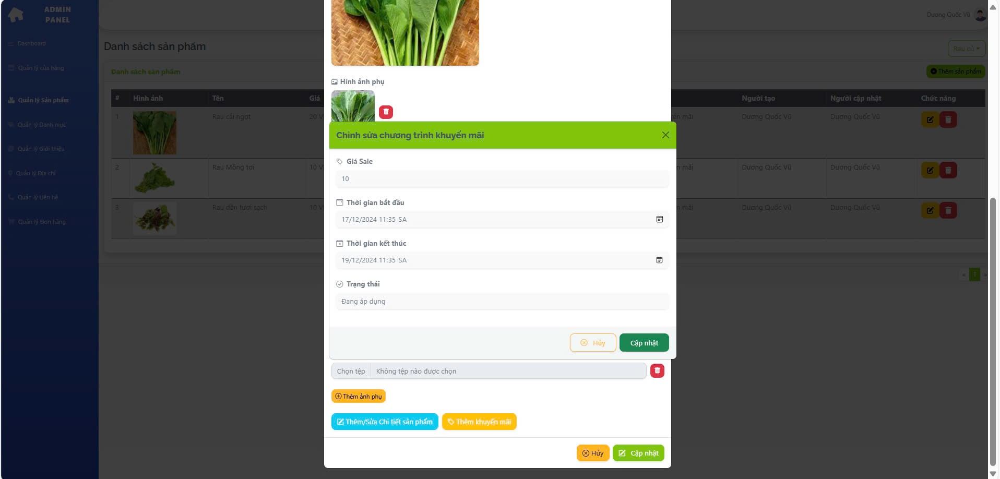 ADMIN
PANEL
Dashboard
Quản lý cửa hàng
Quản lý Sản phẩm
Quản lý Danh mục
Quản lý Giới thiệu
Quản lý Địa chỉ
Quản lý Liên hệ
Quản lý Đơn hàng
Dương Quốc Vũ
Danh sách sản phẩm
Rau củ
Danh sách sản phẩm
Thêm sản phẩm
# Hình ảnh Tên Giá Người tạo Người cập nhật Chức năng
1 Rau cải ngọt 20 mãi Dương Quốc Vũ Dương Quốc Vũ
2 Rau Mồng tơi 10 mãi Dương Quốc Vũ Dương Quốc Vũ
3 Rau dền tươi sạch 10 mãi Dương Quốc Vũ Dương Quốc Vũ
« 1 »
Hình ảnh phụ
Chỉnh sửa chương trình khuyến mãi
Giá Sale
10
Thời gian bắt đầu
17/12/2024 11:35 SA
Thời gian kết thúc
19/12/2024 11:35 SA
Trạng thái
Đang áp dụng
Hủy Cập nhật
Chọn tệp Không tệp nào được chọn
Thêm ảnh phụ
Thêm/Sửa Chi tiết sản phẩm Thêm khuyến mãi
Hủy Cập nhật